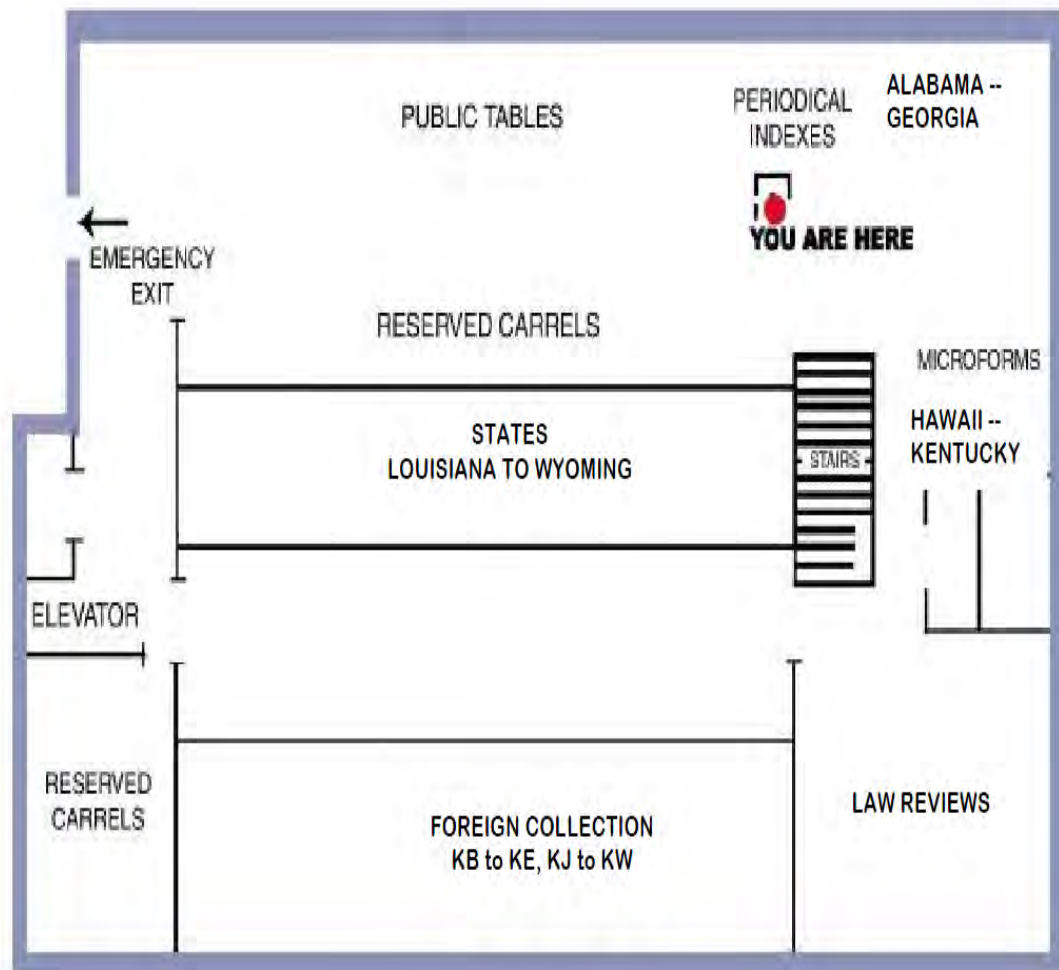 PUBLIC TABLES
PERIODICAL
INDEXES
ALABAMA --
GEORGIA
YOU ARE HERE
EMERGENCY
EXIT
RESERVED CARRELS
MICROFORMS
STATES
LOUISIANA TO WYOMING
STAIRS
HAWAII --
KENTUCKY
ELEVATOR
RESERVED
CARRELS
FOREIGN COLLECTION
KB to KE, KJ to KW
LAW REVIEWS